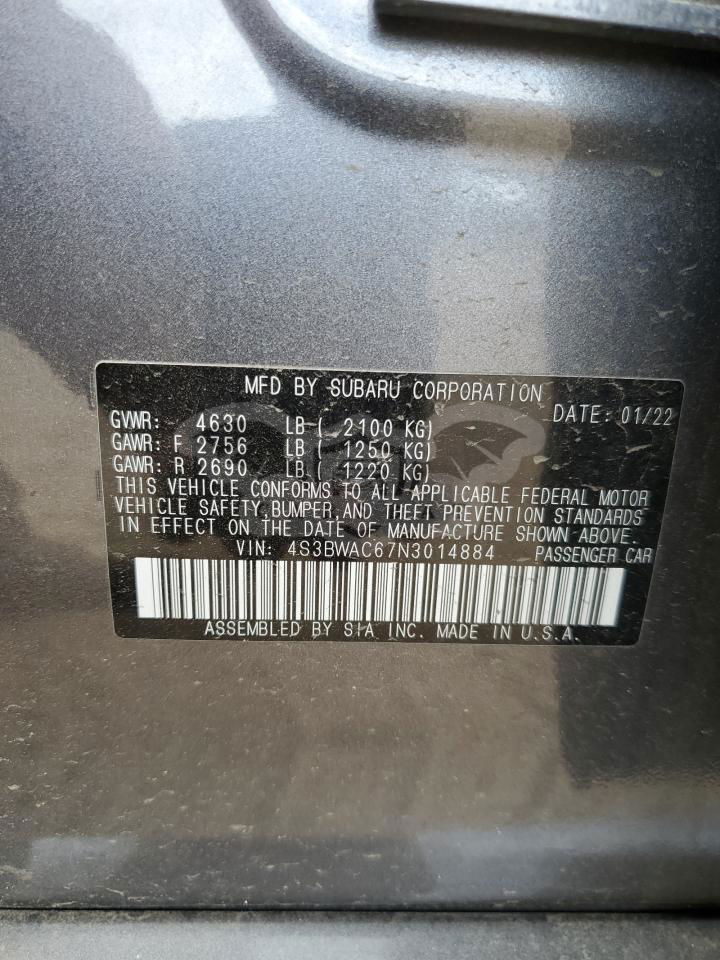 MFD BY SUBARU CORPORATION
DATE: 01/22
GVWR: 4630 LB ( 2100 KG)
GAWR: F 2756 LB ( 1250 KG)
GAWR: R 2690 LB ( 1220 KG)
THIS VEHICLE CONFORMS TO ALL APPLICABLE FEDERAL MOTOR
VEHICLE SAFETY, BUMPER, AND THEFT PREVENTION STANDARDS
IN EFFECT ON THE DATE OF MANUFACTURE SHOWN ABOVE.
VIN: 4S3BWAC67N3014884 PASSENGER CAR
ASSEMBLED BY SIA INC. MADE IN U.S.A.